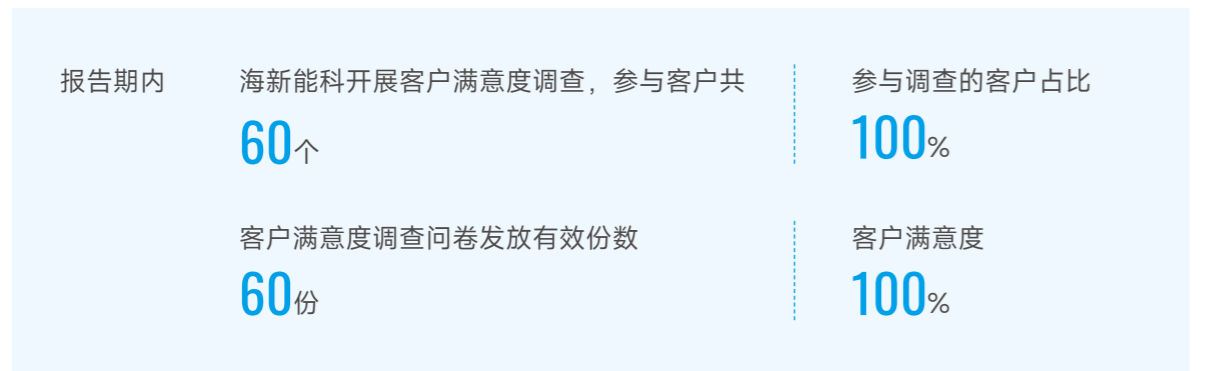 报告期内
海新能科开展客户满意度调查，参与客户共
60个
参与调查的客户占比
100%
客户满意度调查问卷发放有效份数
60份
客户满意度
100%